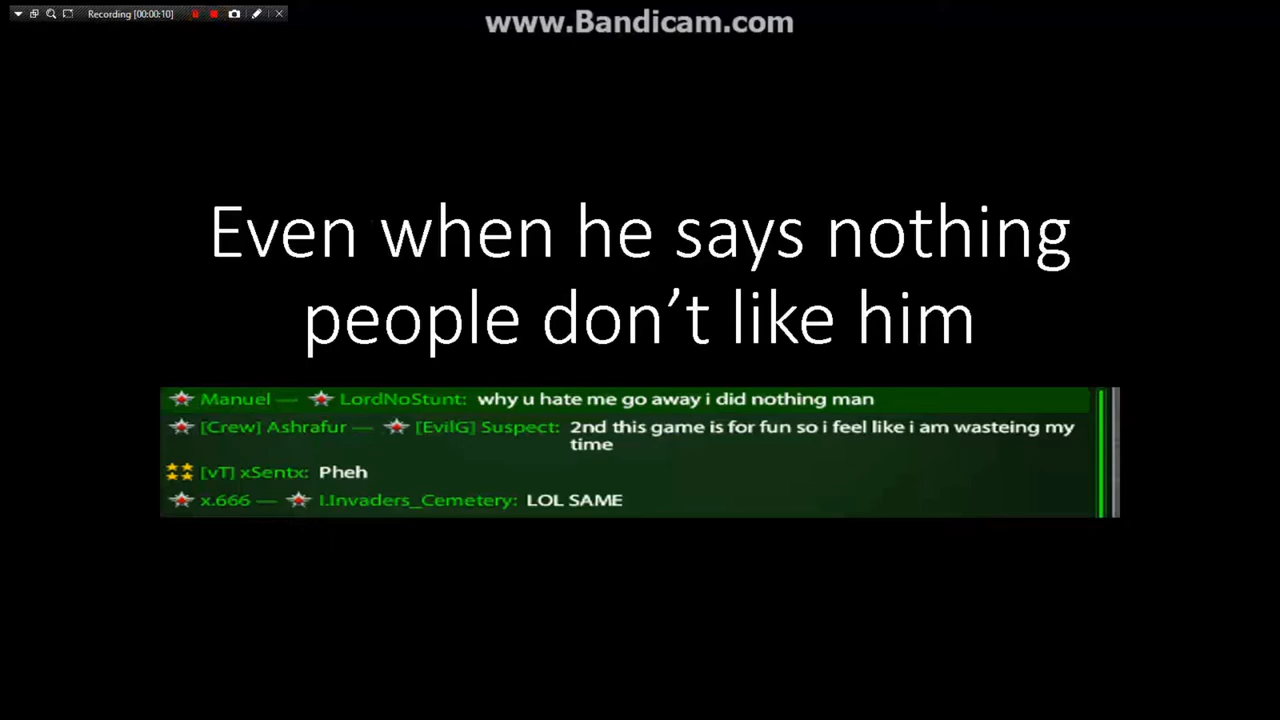 Recording [00:00:10]
www.Bandicam.com
Even when he says nothing
people don’t like him
Manuel — LordNoStunt: why u hate me go away i did nothing man
[Crew] Ashrafur — [EvilG] Suspect: 2nd this game is for fun so i feel like i am wasteing my
time
[vT] xSentx: Pheh
x.666 — I.Invaders_Cemetery: LOL SAME